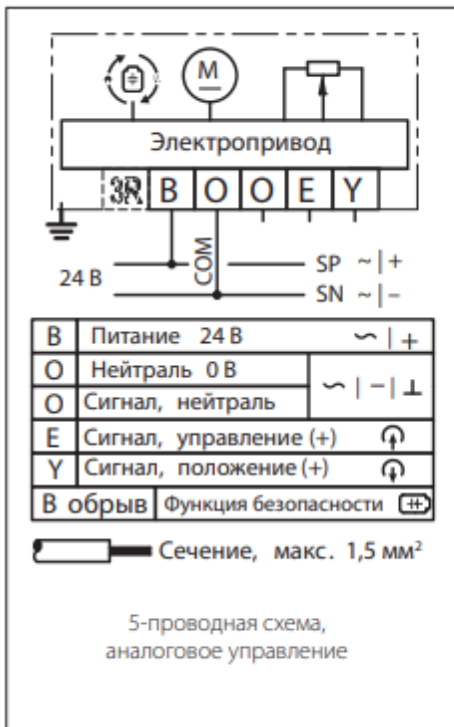 M
Электропривод
3R B O O E Y
COM
SP ~ | +
24 В
SN ~ | –
B Питание 24 В ∽ | +
O Нейтраль 0 В
∽ | – | ⊥
O Сигнал, нейтраль
E Сигнал, управление (+)
Y Сигнал, положение (+)
В обрыв Функция безопасности
Сечение, макс. 1,5 мм²
5-проводная схема,
аналоговое управление